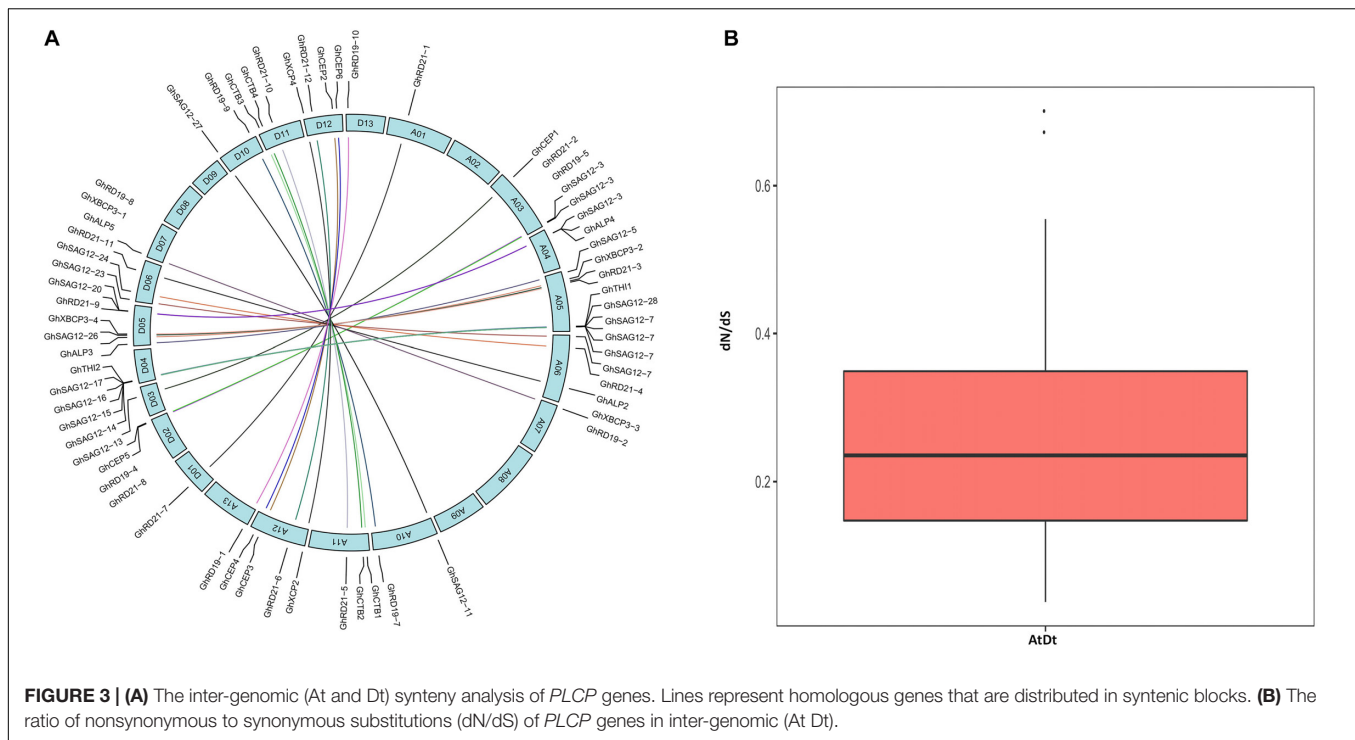 A
GhSAG12-27
GhRD19-9
GhCTB3
GhCTB4
GhRD21-10
GhXCP4
GhRD21-12
GhCEP2
GhCEP6
GhRD19-10
GhRD21-1
GhCEP1
GhRD21-2
GhRD19-5
GhSAG12-3
GhSAG12-3
GhSAG12-3
GhALP4
GhSAG12-5
GhXBCP3-2
GhRD21-3
GhTHI1
GhSAG12-28
GhSAG12-7
GhSAG12-7
GhSAG12-7
GhSAG12-7
GhRD21-4
GhALP2
GhXBCP3-3
GhRD19-2
GhSAG12-11
GhRD19-7
GhCTB1
GhCTB2
GhRD21-5
GhXCP2
GhRD21-6
GhCEP3
GhCEP4
GhRD19-1
GhRD21-7
GhRD21-8
GhRD19-4
GhCEP5
GhSAG12-13
GhSAG12-14
GhSAG12-15
GhSAG12-16
GhSAG12-17
GhTHI2
GhALP3
GhSAG12-26
GhXBCP3-4
GhRD21-9
GhSAG12-20
GhSAG12-23
GhSAG12-24
GhRD21-11
GhALP5
GhXBCP3-1
GhRD19-8
A01
A02
A03
A04
A05
A06
A07
A08
A09
A10
A11
A12
A13
D01
D02
D03
D04
D05
D06
D07
D08
D09
D10
D11
D12
D13
B
dN/dS
0.6
0.4
0.2
AtDt
FIGURE 3 | (A) The inter-genomic (At and Dt) synteny analysis of PLCP genes. Lines represent homologous genes that are distributed in syntenic blocks. (B) The
ratio of nonsynonymous to synonymous substitutions (dN/dS) of PLCP genes in inter-genomic (At Dt).